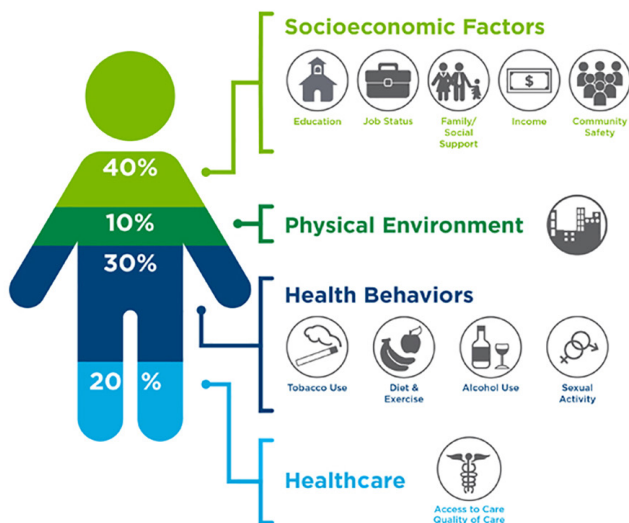 Socioeconomic Factors
$
Education
Job Status
Family/
Social
Support
Income
Community
Safety
40%
10%
Physical Environment
30%
Health Behaviors
Tobacco Use
Diet &
Exercise
Alcohol Use
Sexual
Activity
20 %
Healthcare
Access to Care
Quality of Care